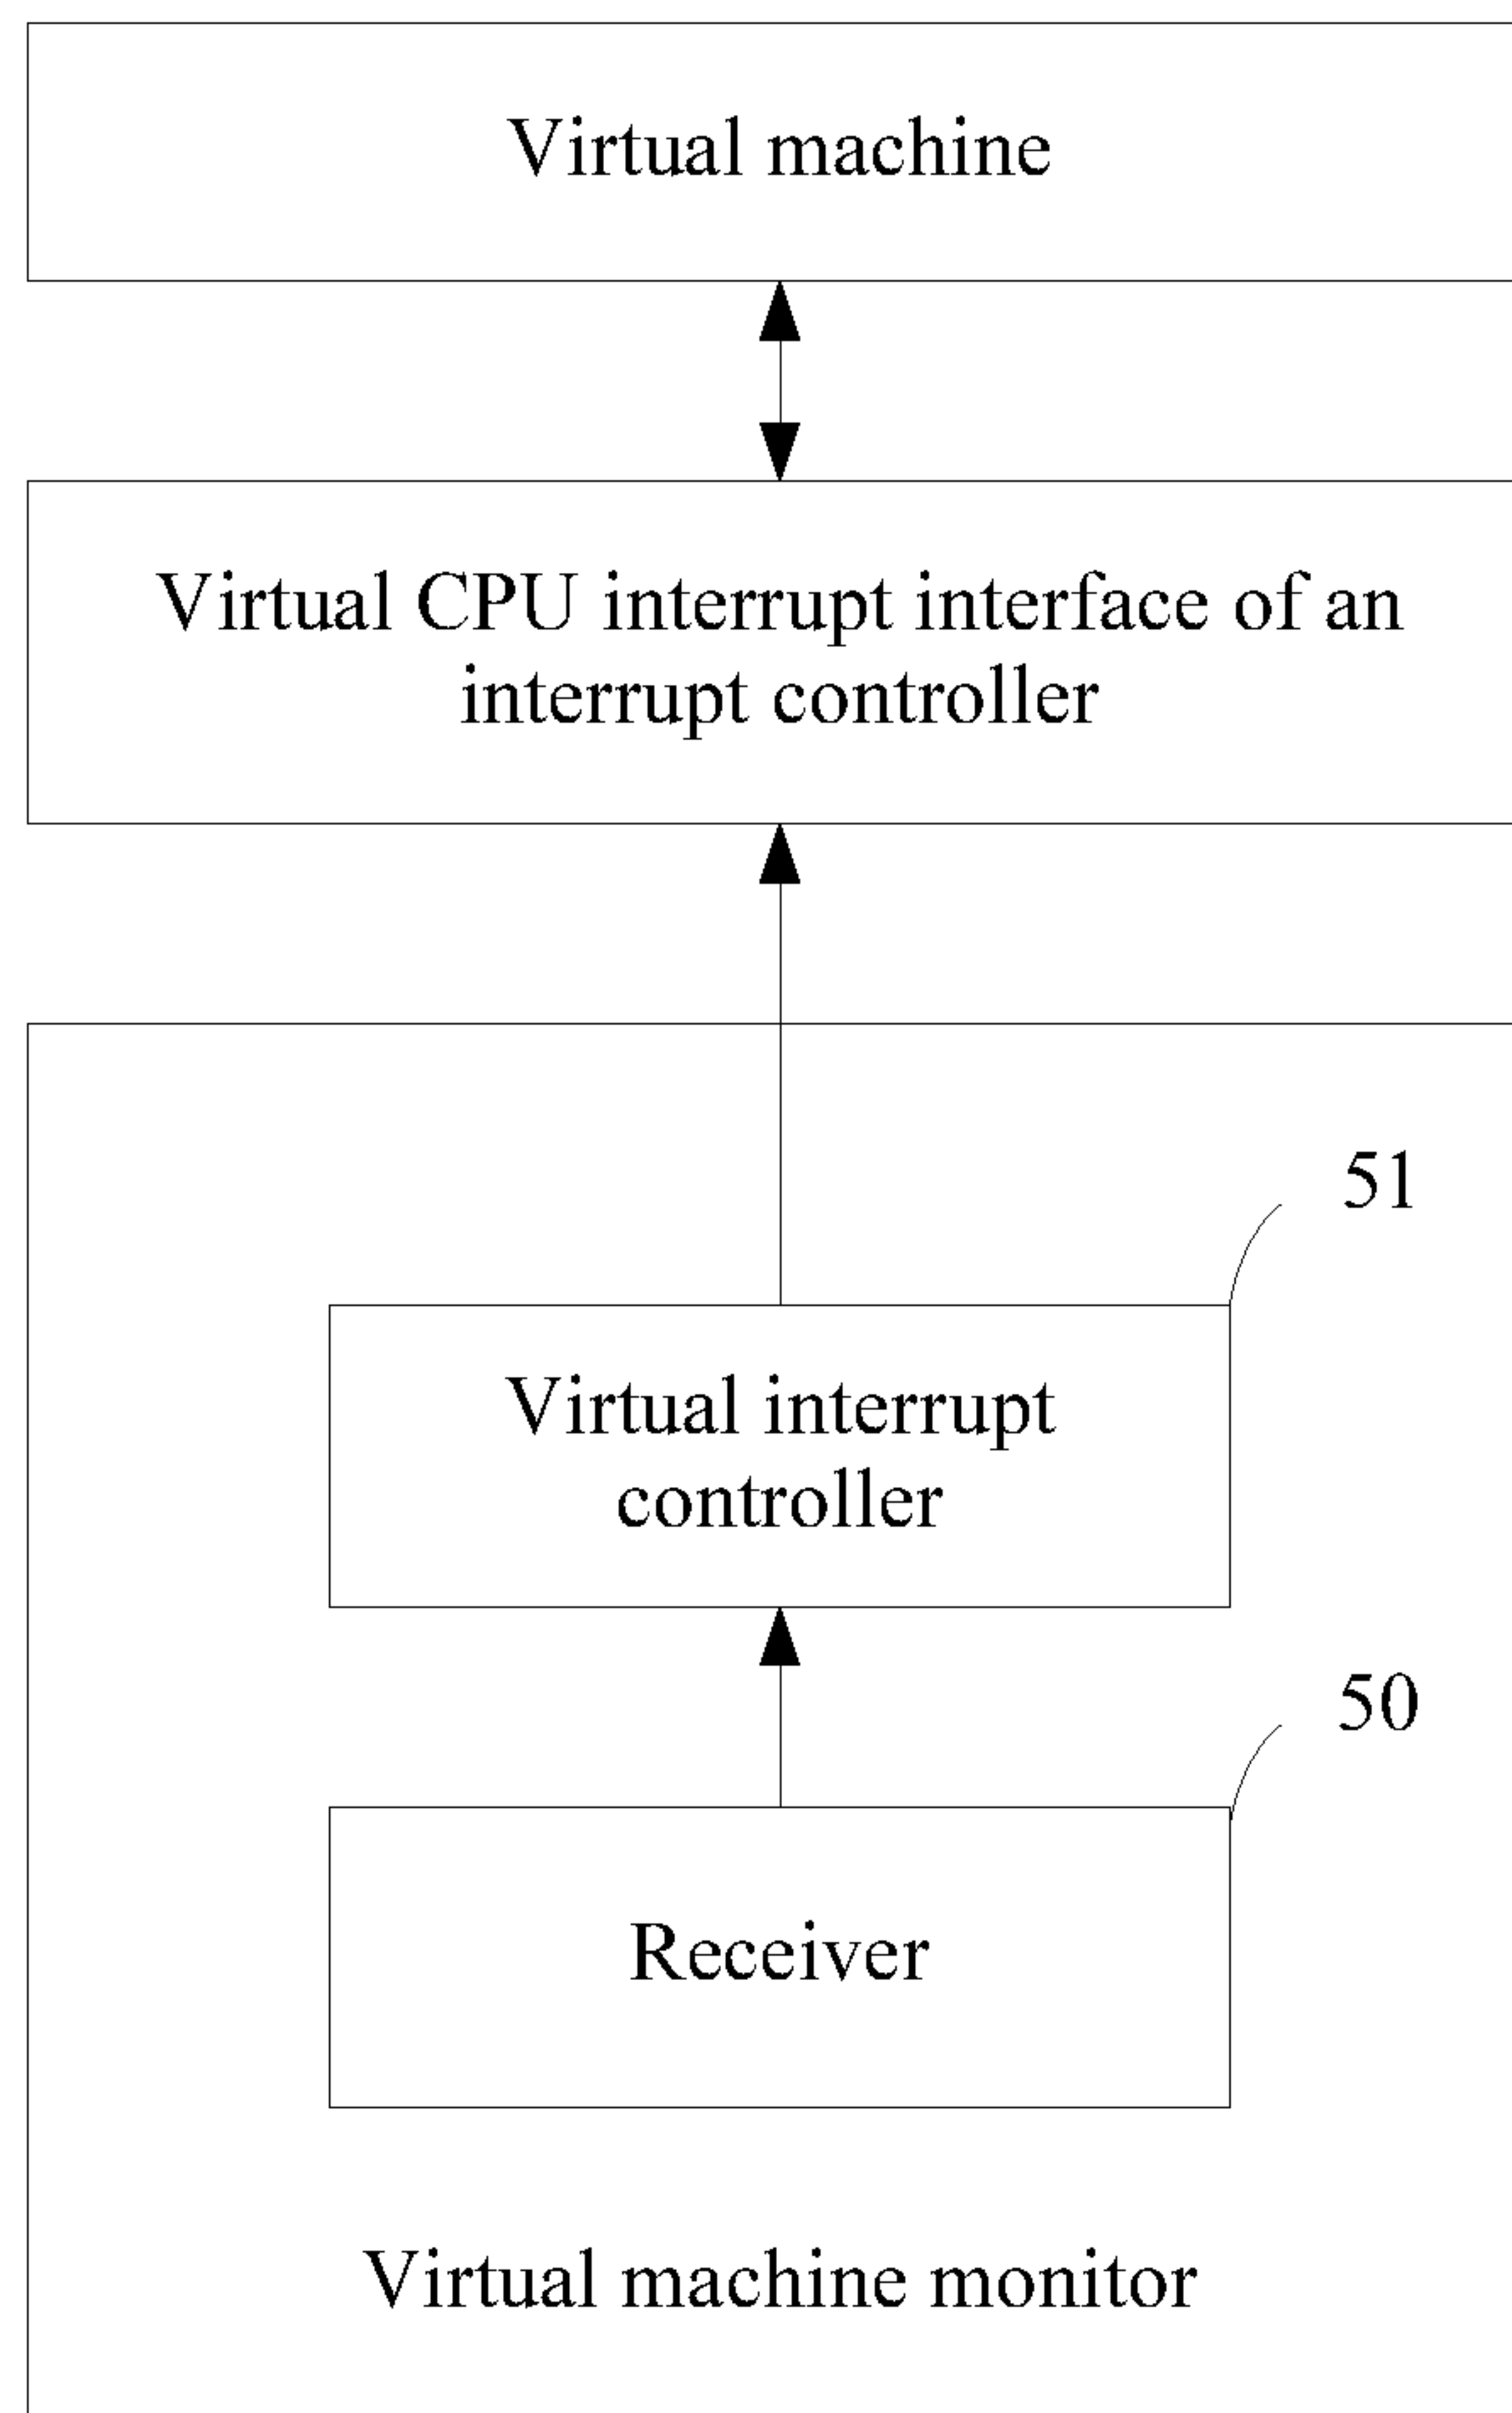 Virtual machine
Virtual CPU interrupt interface of an
interrupt controller
51
Virtual interrupt
controller
50
Receiver
Virtual machine monitor